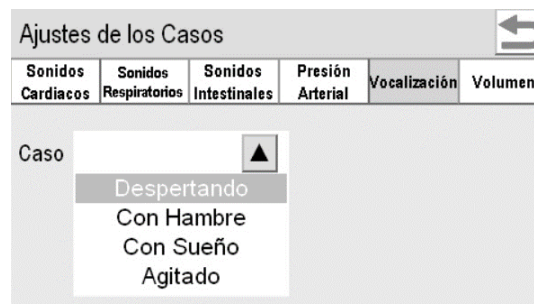 Ajustes de los Casos
Sonidos Cardiacos
Sonidos Respiratorios
Sonidos Intestinales
Presión Arterial
Vocalización
Volumen
Caso
Despertando
Con Hambre
Con Sueño
Agitado